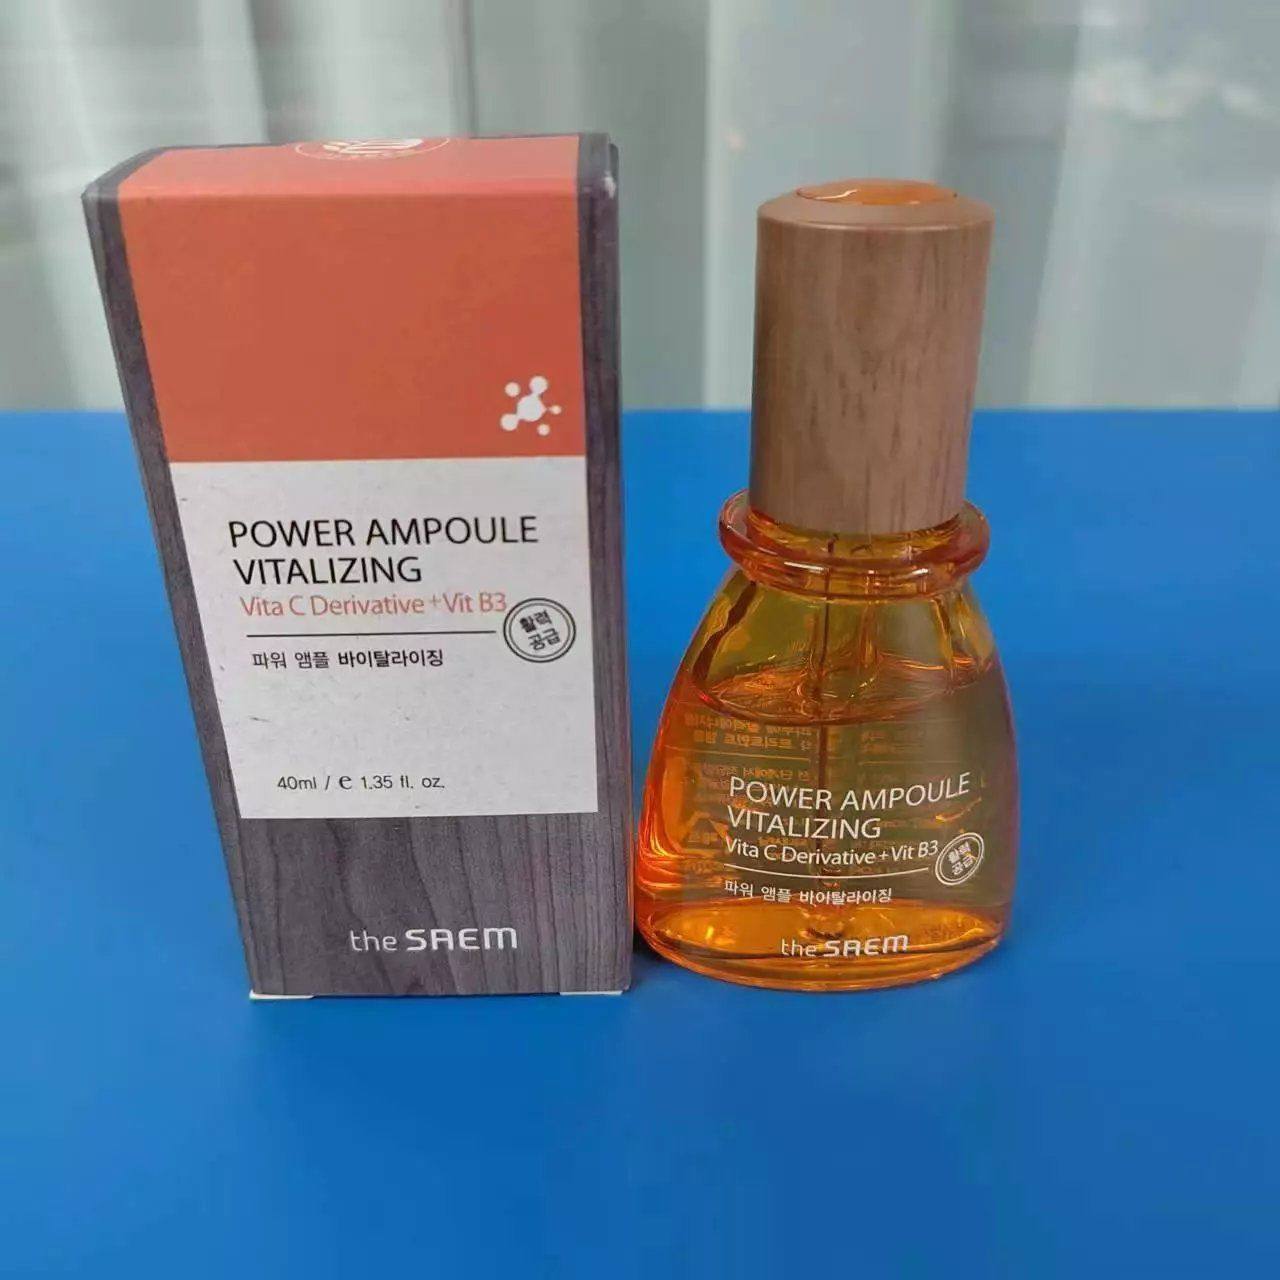 POWER AMPOULE
VITALIZING
Vita C Derivative + Vit B3
활력
공급
파워 앰플 바이탈라이징
40ml / ℮ 1.35 fl. oz.
the SAEM
POWER AMPOULE
VITALIZING
Vita C Derivative + Vit B3
활력
공급
파워 앰플 바이탈라이징
the SAEM